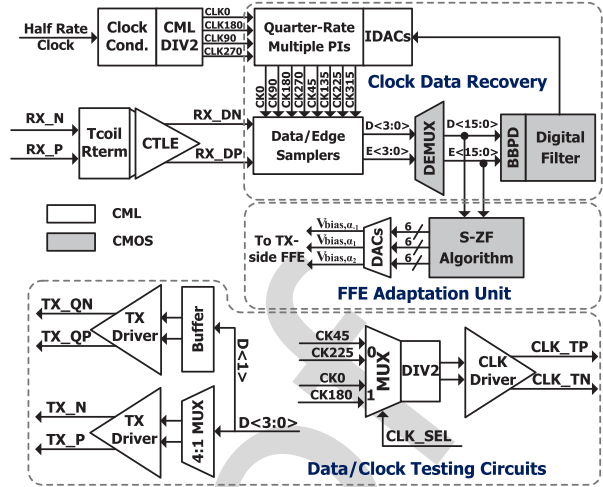 Half Rate
Clock
Clock
Cond.
CML
DIV2
CLK0
CLK180
CLK90
CLK270
Quarter-Rate
Multiple PIs
IDACs
CK0
CK90
CK180
CK270
CK45
CK135
CK225
CK315
Clock Data Recovery
RX_N
RX_P
Tcoil
Rterm
CTLE
RX_DN
RX_DP
Data/Edge
Samplers
D<3:0>
E<3:0>
DEMUX
D<15:0>
E<15:0>
BBPD
Digital
Filter
CML
CMOS
To TX-
side FFE
Vbias,α-1
Vbias,α1
Vbias,α2
DACs
6
6
6
S-ZF
Algorithm
FFE Adaptation Unit
TX_QN
TX_QP
TX
Driver
Buffer
D<1>
TX_N
TX_P
TX
Driver
4:1 MUX
D<3:0>
CK45
CK225
CK0
CK180
0
1
MUX
DIV2
CLK
Driver
CLK_TP
CLK_TN
CLK_SEL
Data/Clock Testing Circuits